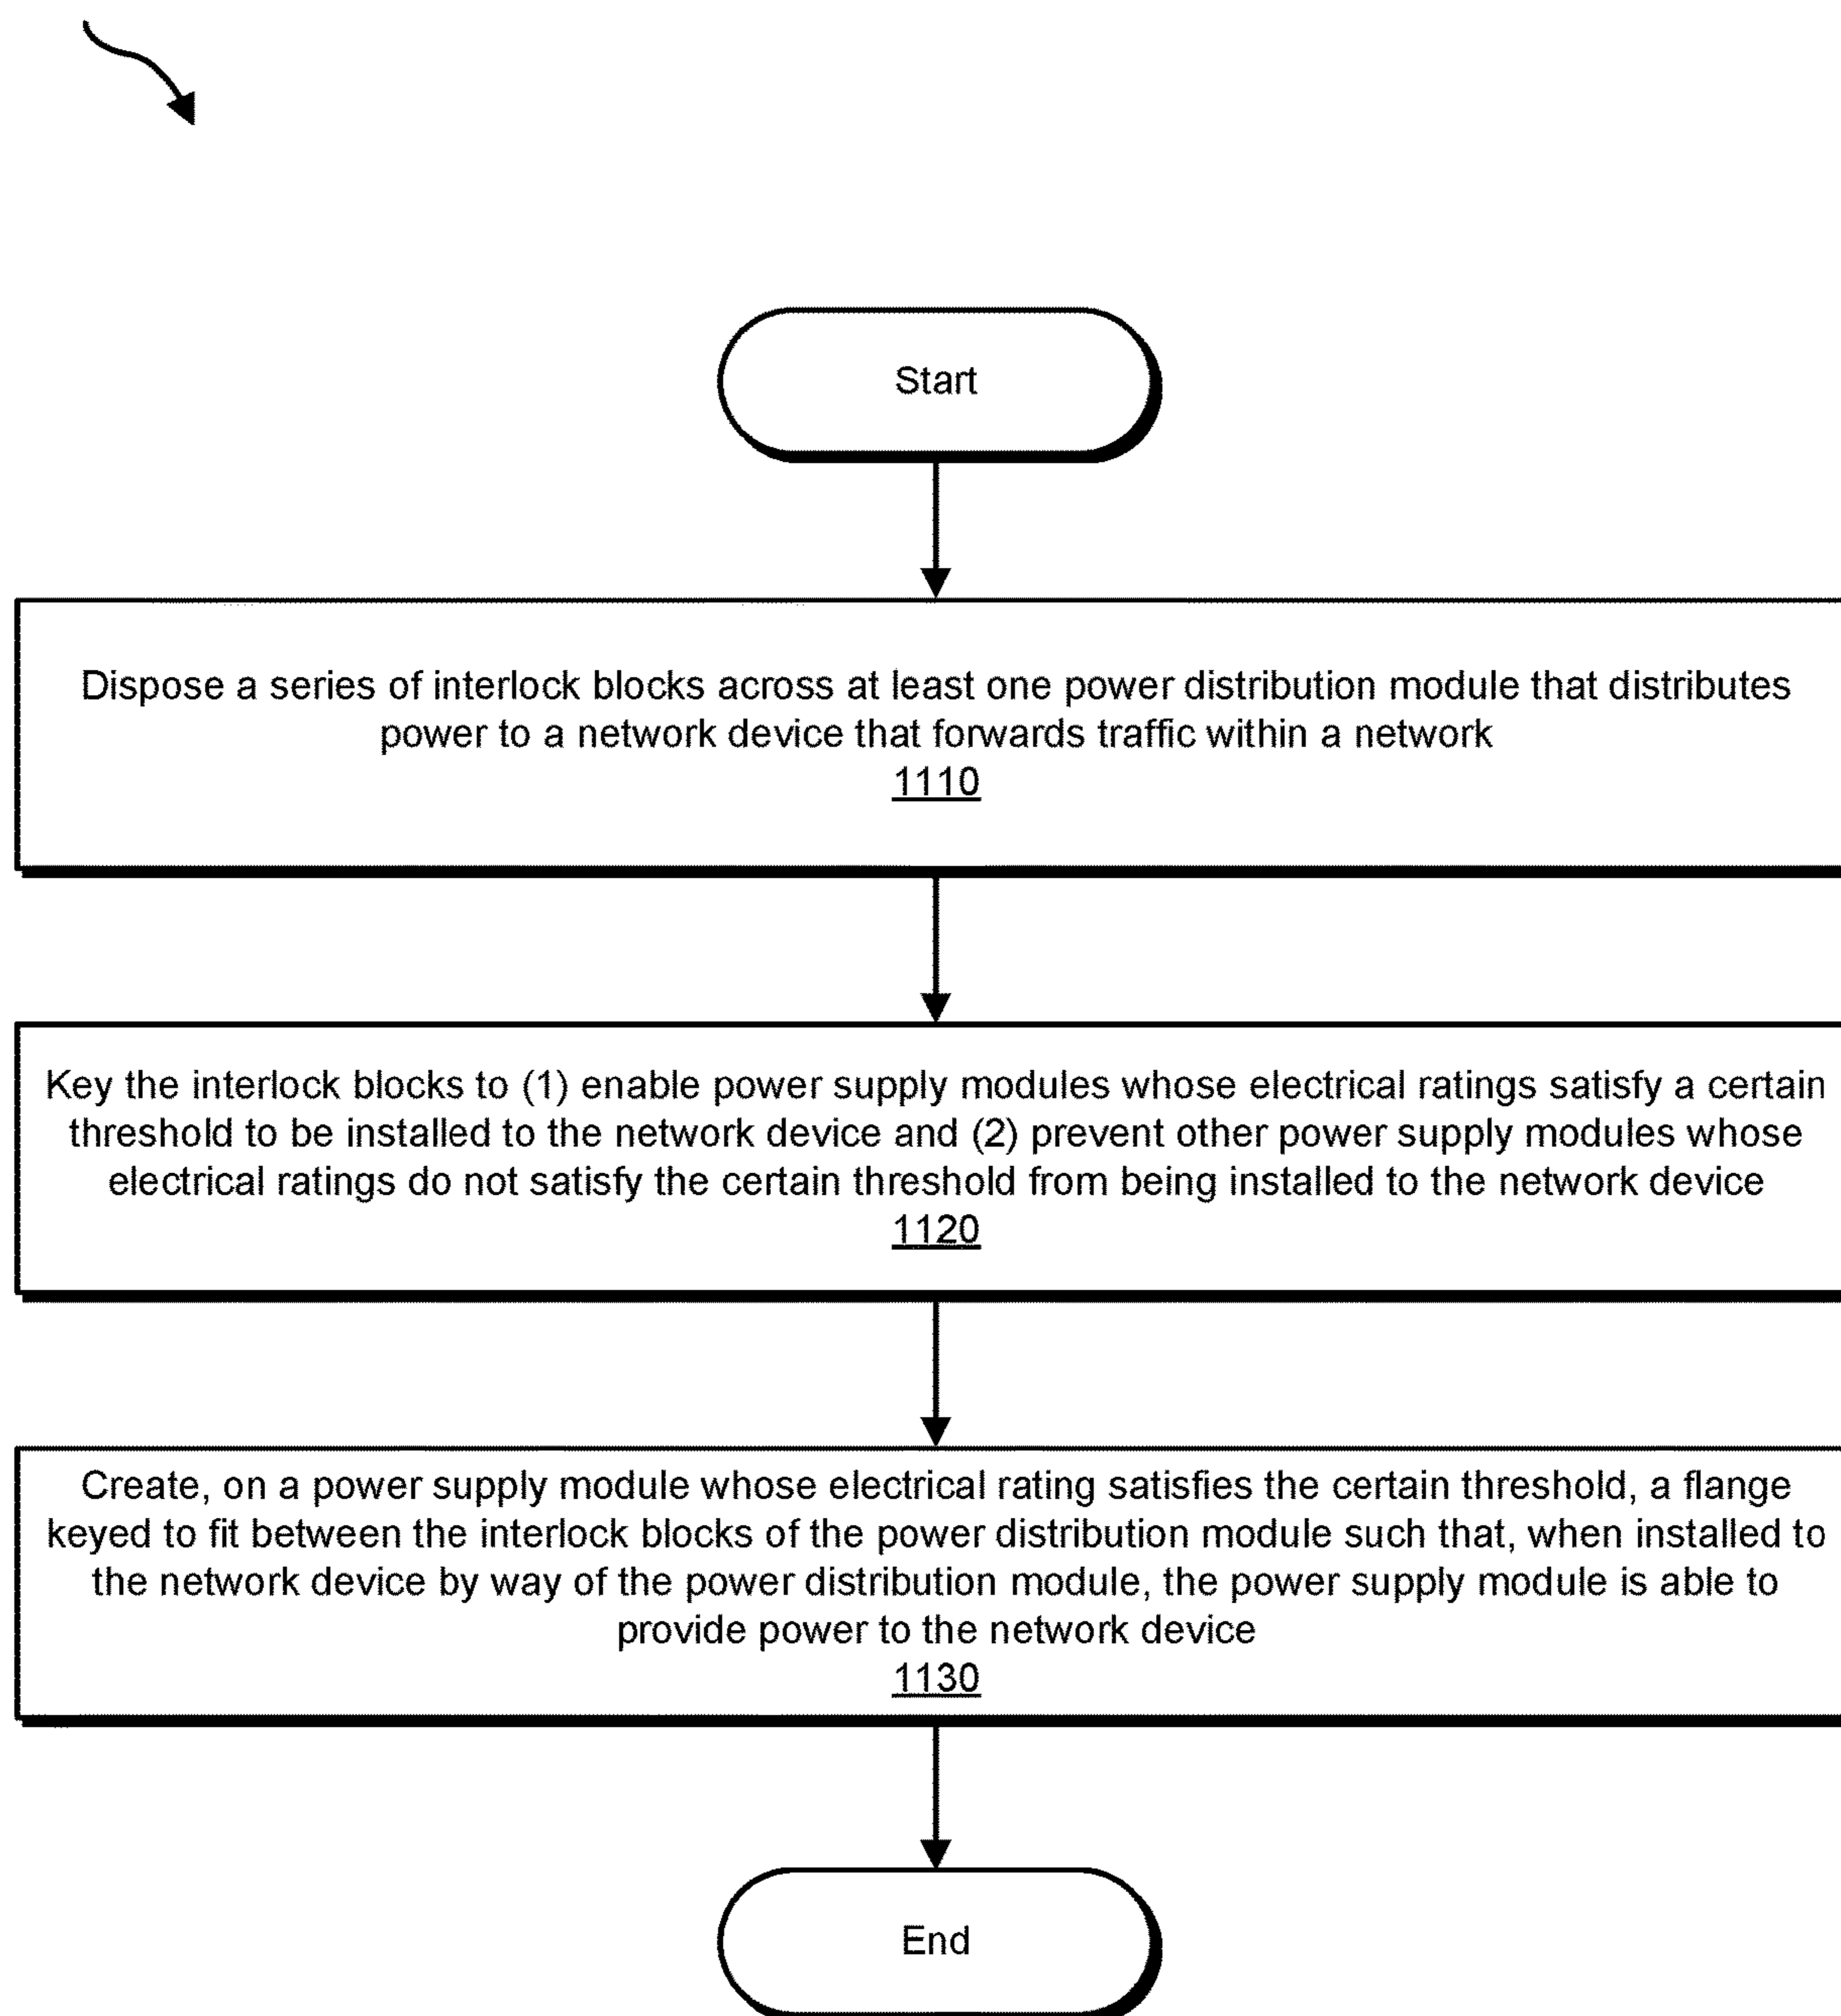 Start
Dispose a series of interlock blocks across at least one power distribution module that distributes
power to a network device that forwards traffic within a network
1110
Key the interlock blocks to (1) enable power supply modules whose electrical ratings satisfy a certain
threshold to be installed to the network device and (2) prevent other power supply modules whose
electrical ratings do not satisfy the certain threshold from being installed to the network device
1120
Create, on a power supply module whose electrical rating satisfies the certain threshold, a flange
keyed to fit between the interlock blocks of the power distribution module such that, when installed to
the network device by way of the power distribution module, the power supply module is able to
provide power to the network device
1130
End